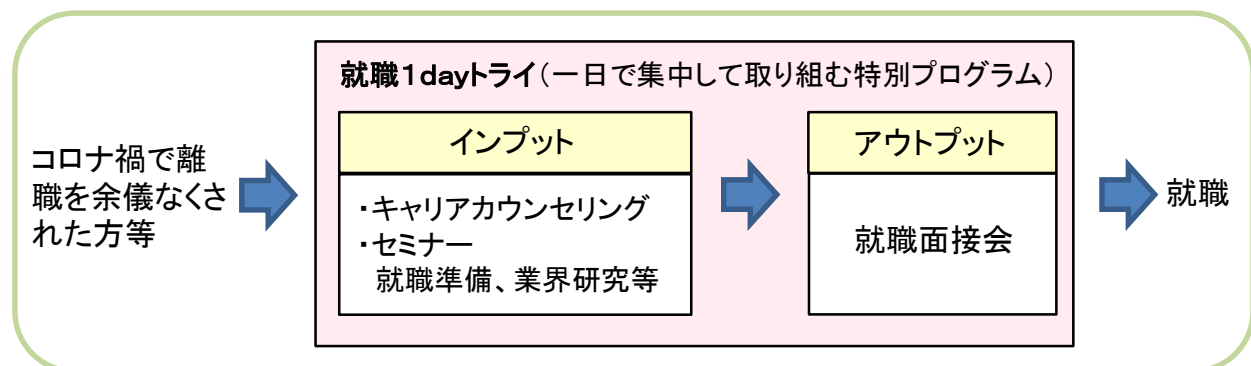 就職1dayトライ（一日で集中して取り組む特別プログラム）
コロナ禍で離
職を余儀なくさ
れた方等
インプット
・キャリアカウンセリング
・セミナー
就職準備、業界研究等
アウトプット
就職面接会
就職